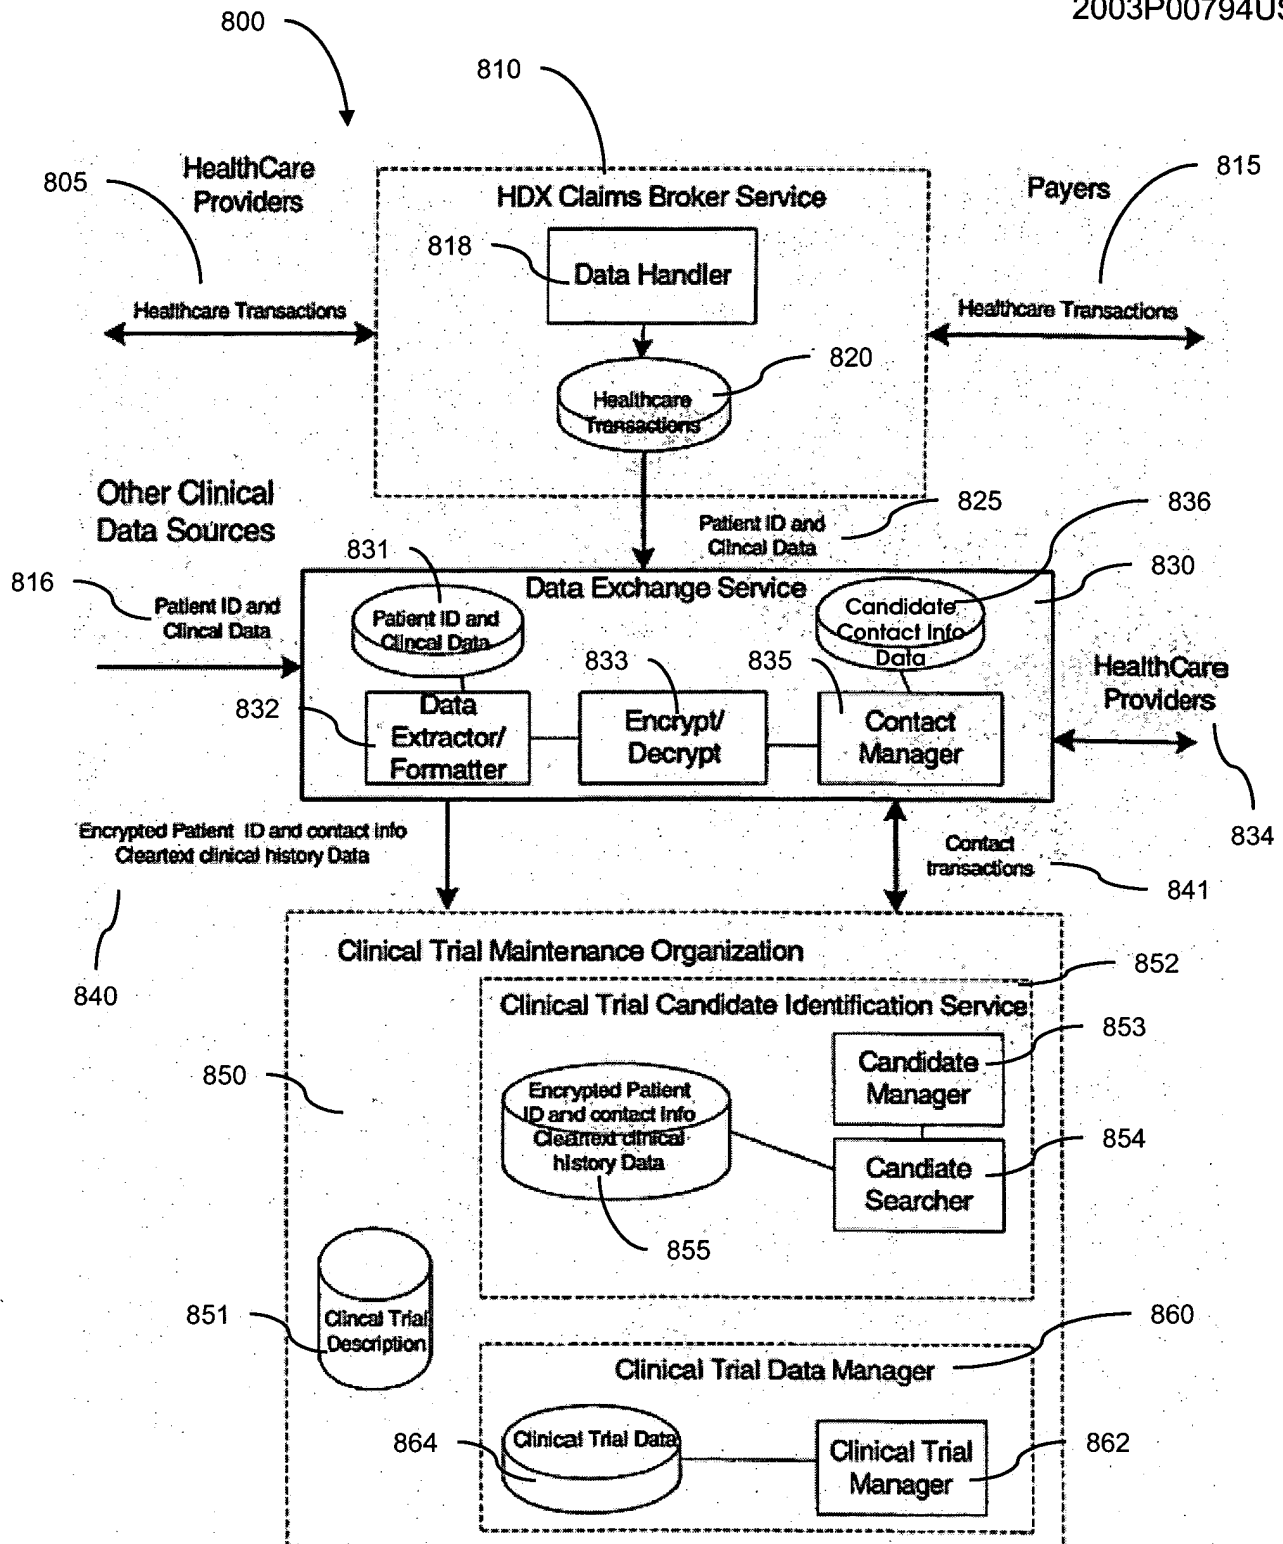 2003P00794US
800
810
HealthCare
Providers
805
HDX Claims Broker Service
Payers
815
818
Data Handler
Healthcare Transactions
Healthcare Transactions
820
Healthcare
Transactions
Other Clinical
Data Sources
825
836
Patient ID and
Clincal Data
831
830
816
Data Exchange Service
Patient ID and
Clincal Data
Patient ID and
Clincal Data
Candidate
Contact Info
Data
833
835
HealthCare
Providers
832
Data
Extractor/
Formatter
Encrypt/
Decrypt
Contact
Manager
834
Encrypted Patient ID and contact info
Cleartext clinical history Data
Contact
transactions
841
840
Clinical Trial Maintenance Organization
852
Clinical Trial Candidate Identification Service
853
850
Candidate
Manager
Encrypted Patient
ID and contact info
Cleartext clinical
history Data
854
Candiate
Searcher
855
851
Clincal Trial
Description
860
Clinical Trial Data Manager
864
Clinical Trial Data
Clinical Trial
Manager
862